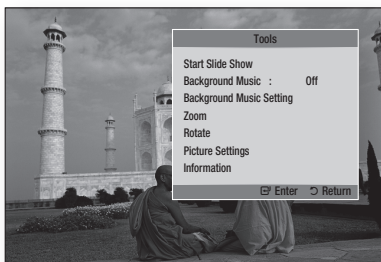 Tools
Start Slide Show
Background Music : Off
Background Music Setting
Zoom
Rotate
Picture Settings
Information
Enter Return